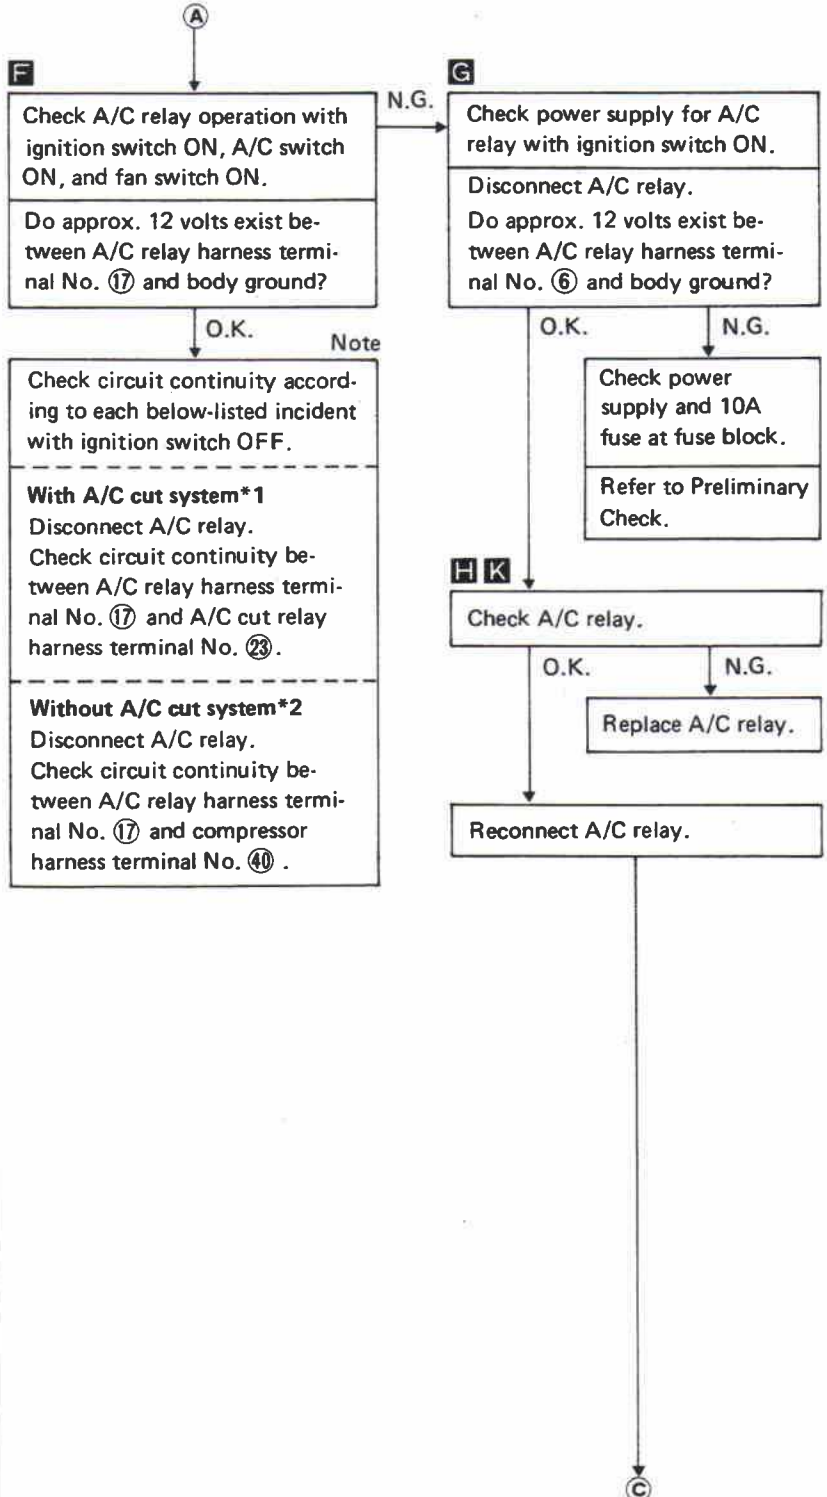 Ⓐ
F
Check A/C relay operation with
ignition switch ON, A/C switch
ON, and fan switch ON.
Do approx. 12 volts exist be-
tween A/C relay harness termi-
nal No. ⑰ and body ground?
N.G.
G
Check power supply for A/C
relay with ignition switch ON.
Disconnect A/C relay.
Do approx. 12 volts exist be-
tween A/C relay harness termi-
nal No. ⑥ and body ground?
O.K.
Note
Check circuit continuity accord-
ing to each below-listed incident
with ignition switch OFF.
With A/C cut system*1
Disconnect A/C relay.
Check circuit continuity be-
tween A/C relay harness termi-
nal No. ⑰ and A/C cut relay
harness terminal No. ㉓.
Without A/C cut system*2
Disconnect A/C relay.
Check circuit continuity be-
tween A/C relay harness termi-
nal No. ⑰ and compressor
harness terminal No. ㊵ .
O.K.
N.G.
Check power
supply and 10A
fuse at fuse block.
Refer to Preliminary
Check.
H K
Check A/C relay.
O.K.
N.G.
Replace A/C relay.
Reconnect A/C relay.
Ⓒ